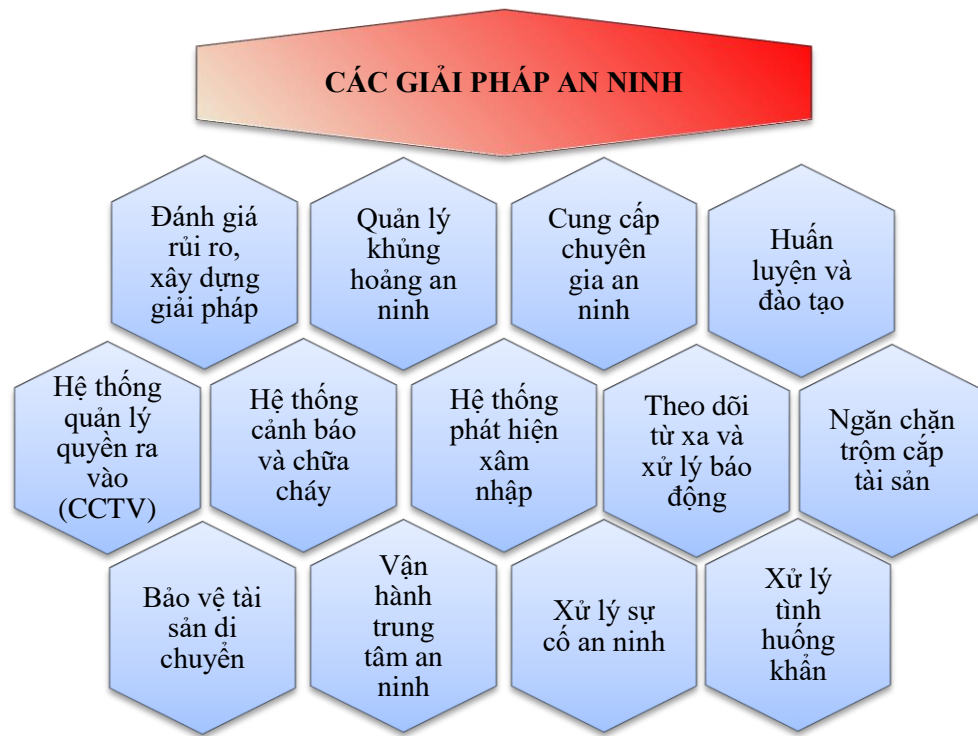 CÁC GIẢI PHÁP AN NINH
Đánh giá
rủi ro,
xây dựng
giải pháp
Quản lý
khủng
hoảng an
ninh
Cung cấp
chuyên
gia an
ninh
Huấn
luyện và
đào tạo
Hệ thống
quản lý
quyền ra
vào
(CCTV)
Hệ thống
cảnh báo
và chữa
cháy
Hệ thống
phát hiện
xâm
nhập
Theo dõi
từ xa và
xử lý báo
động
Ngăn chặn
trộm cắp
tài sản
Bảo vệ tài
sản di
chuyển
Vận
hành
trung
tâm an
ninh
Xử lý sự
cố an ninh
Xử lý
tình
huống
khẩn